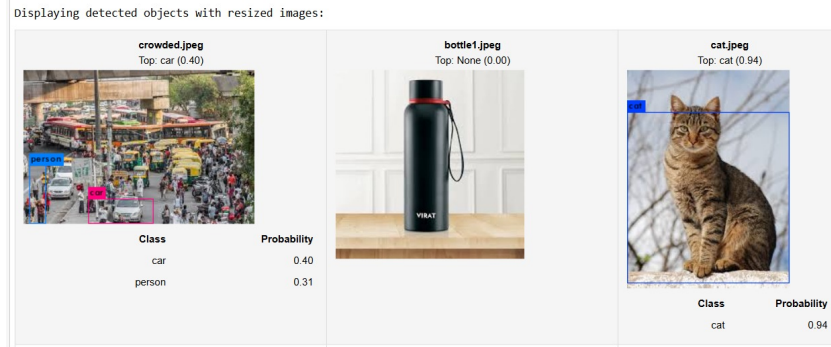 Displaying detected objects with resized images:
crowded.jpeg
Top: car (0.40)
person
car
Class Probability
car 0.40
person 0.31
bottle1.jpeg
Top: None (0.00)
VIRAT
cat.jpeg
Top: cat (0.94)
cat
Class Probability
cat 0.94